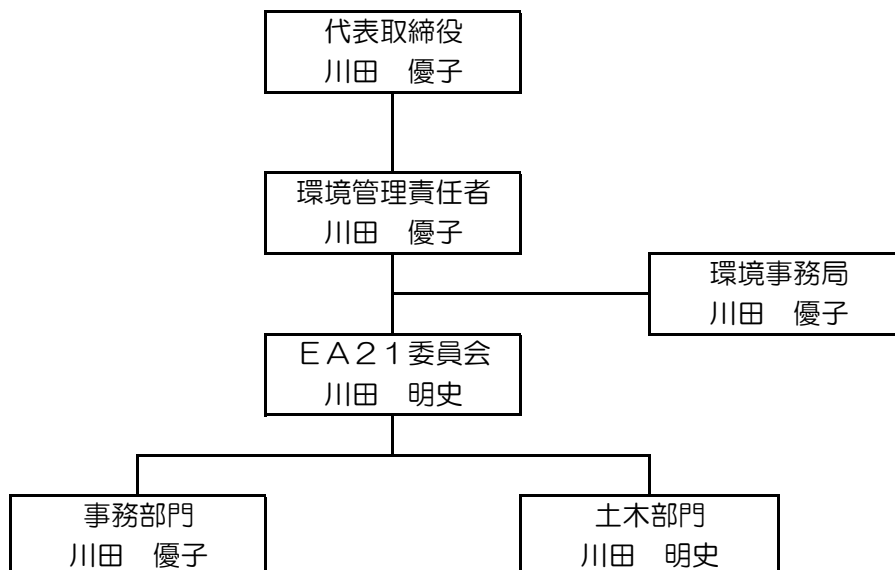 代表取締役
川田　優子
環境管理責任者
川田　優子
環境事務局
川田　優子
ＥＡ２１委員会
川田　明史
事務部門
川田　優子
土木部門
川田　明史